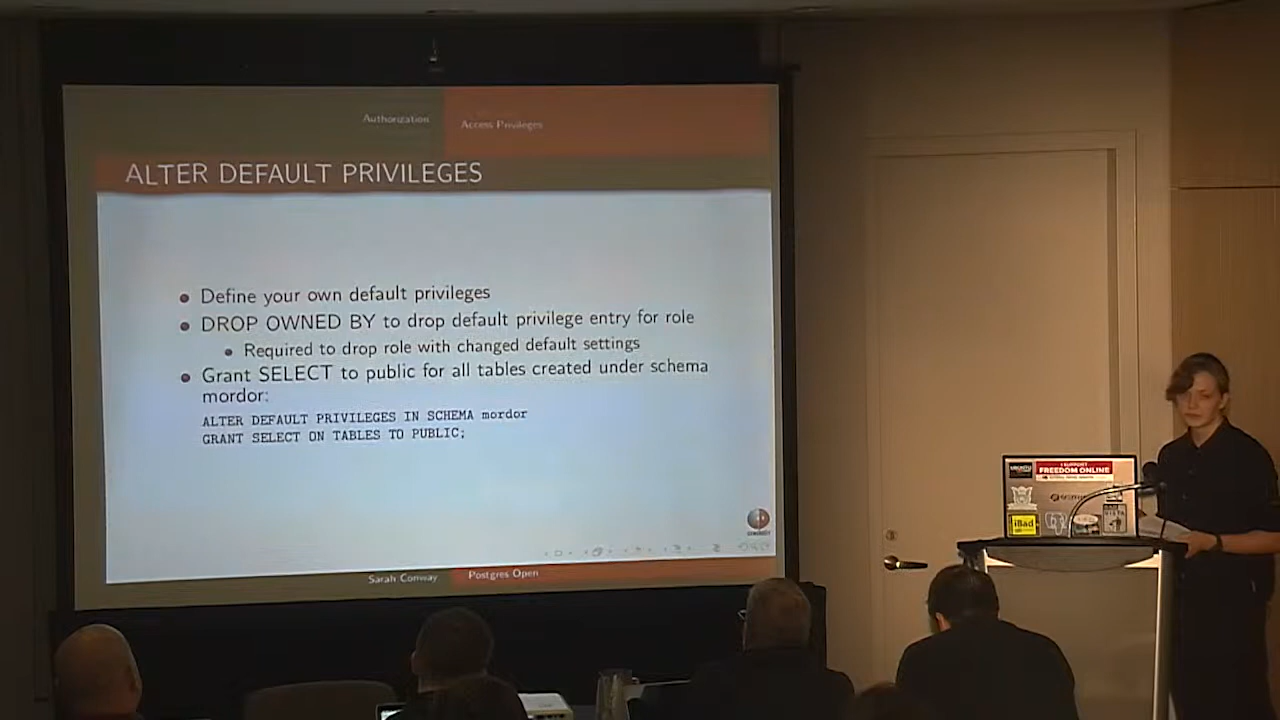 Authorization
Access Privileges
ALTER DEFAULT PRIVILEGES
Define your own default privileges
DROP OWNED BY to drop default privilege entry for role
Required to drop role with changed default settings
Grant SELECT to public for all tables created under schema
mordor:
ALTER DEFAULT PRIVILEGES IN SCHEMA mordor
GRANT SELECT ON TABLES TO PUBLIC;
Sarah Conway
Postgres Open
I SUPPORT
FREEDOM ONLINE
iBad